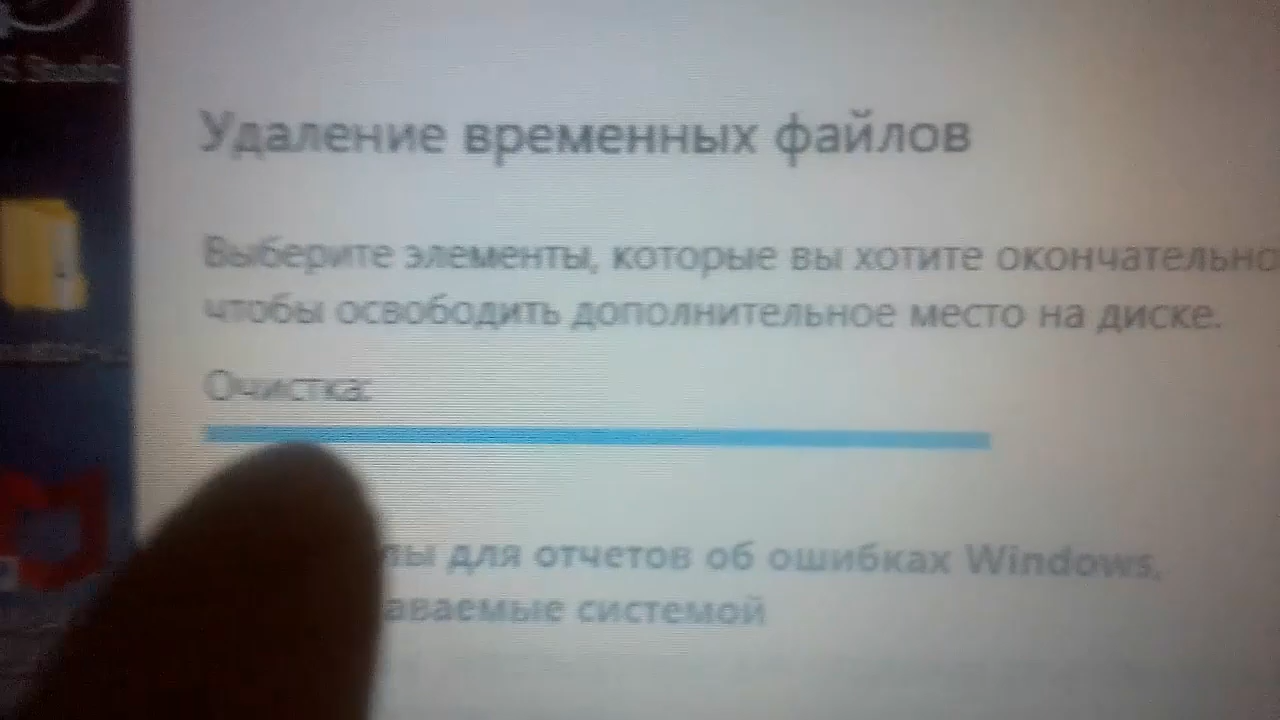 Studio
Удаление временных файлов
Выберите элементы, которые вы хотите окончательно
чтобы освободить дополнительное место на диске.
Очистка:
лы для отчетов об ошибках Windows,
аваемые системой